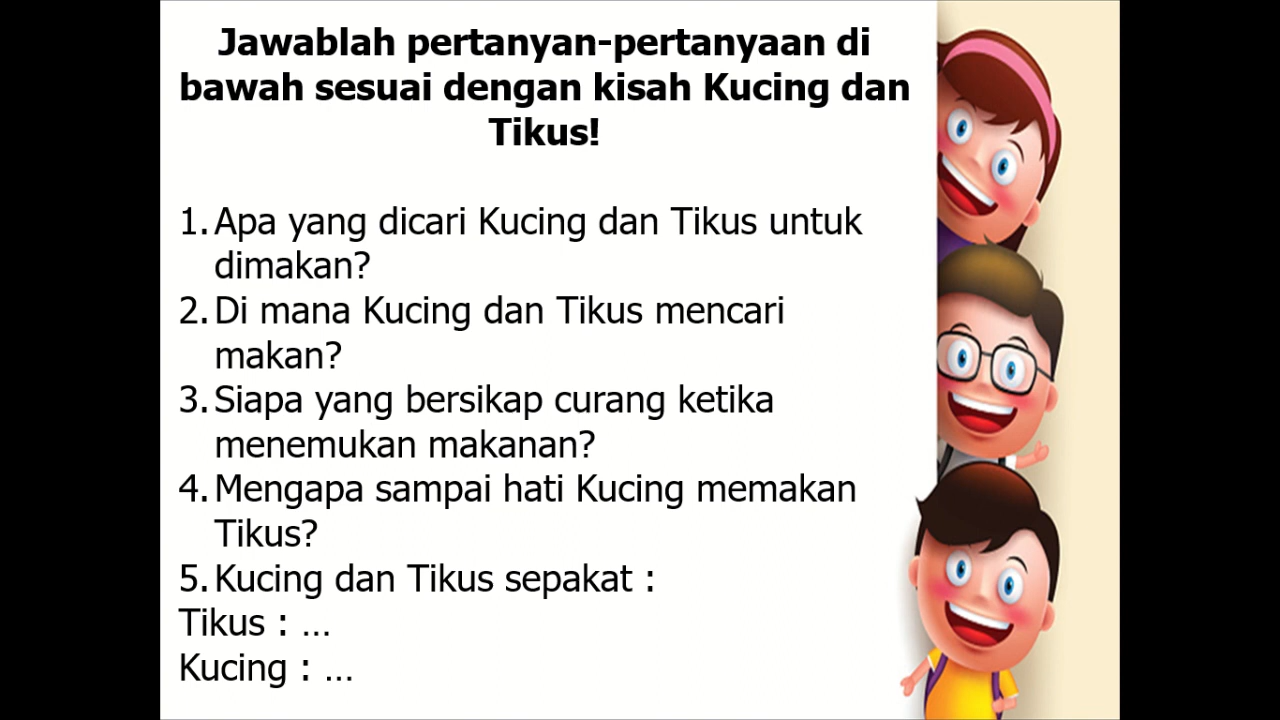 Jawablah pertanyan-pertanyaan di
bawah sesuai dengan kisah Kucing dan
Tikus!
1. Apa yang dicari Kucing dan Tikus untuk
dimakan?
2. Di mana Kucing dan Tikus mencari
makan?
3. Siapa yang bersikap curang ketika
menemukan makanan?
4. Mengapa sampai hati Kucing memakan
Tikus?
5. Kucing dan Tikus sepakat :
Tikus : ...
Kucing : ...